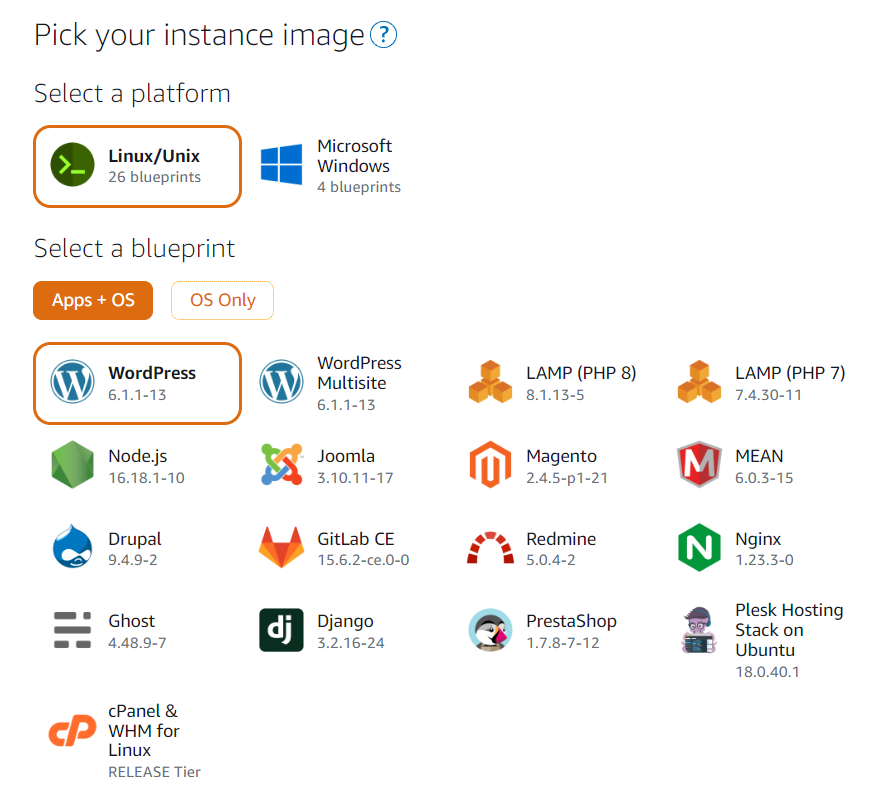 Pick your instance image ?
Select a platform
Linux/Unix
26 blueprints
Microsoft
Windows
4 blueprints
Select a blueprint
Apps + OS
OS Only
WordPress
6.1.1-13
WordPress
Multisite
6.1.1-13
LAMP (PHP 8)
8.1.13-5
LAMP (PHP 7)
7.4.30-11
Node.js
16.18.1-10
Joomla
3.10.11-17
Magento
2.4.5-p1-21
MEAN
6.0.3-15
Drupal
9.4.9-2
GitLab CE
15.6.2-ce.0-0
Redmine
5.0.4-2
Nginx
1.23.3-0
Ghost
4.48.9-7
dj
Django
3.2.16-24
PrestaShop
1.7.8-7-12
Plesk Hosting
Stack on
Ubuntu
18.0.40.1
cP
cPanel &
WHM for
Linux
RELEASE Tier